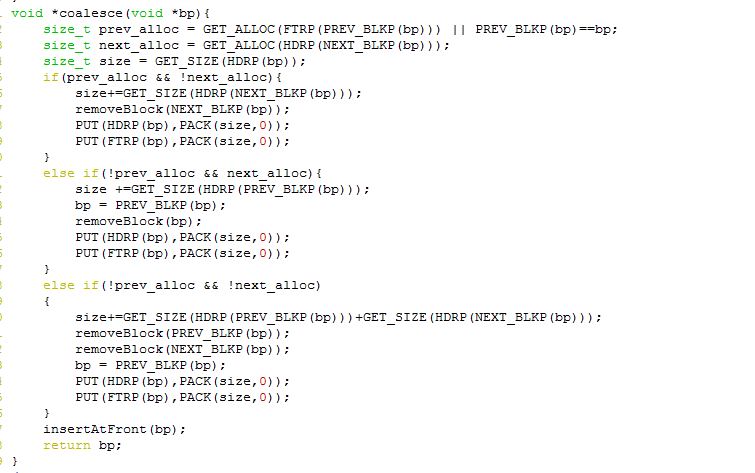 void *coalesce(void *bp){
    size_t prev_alloc = GET_ALLOC(FTRP(PREV_BLKP(bp))) || PREV_BLKP(bp)==bp;
    size_t next_alloc = GET_ALLOC(HDRP(NEXT_BLKP(bp)));
    size_t size = GET_SIZE(HDRP(bp));
    if(prev_alloc && !next_alloc){
        size+=GET_SIZE(HDRP(NEXT_BLKP(bp)));
        removeBlock(NEXT_BLKP(bp));
        PUT(HDRP(bp),PACK(size,0));
        PUT(FTRP(bp),PACK(size,0));
    }
    else if(!prev_alloc && next_alloc){
        size +=GET_SIZE(HDRP(PREV_BLKP(bp)));
        bp = PREV_BLKP(bp);
        removeBlock(bp);
        PUT(HDRP(bp),PACK(size,0));
        PUT(FTRP(bp),PACK(size,0));
    }
    else if(!prev_alloc && !next_alloc)
    {
        size+=GET_SIZE(HDRP(PREV_BLKP(bp)))+GET_SIZE(HDRP(NEXT_BLKP(bp)));
        removeBlock(PREV_BLKP(bp));
        removeBlock(NEXT_BLKP(bp));
        bp = PREV_BLKP(bp);
        PUT(HDRP(bp),PACK(size,0));
        PUT(FTRP(bp),PACK(size,0));
    }
    insertAtFront(bp);
    return bp;
}